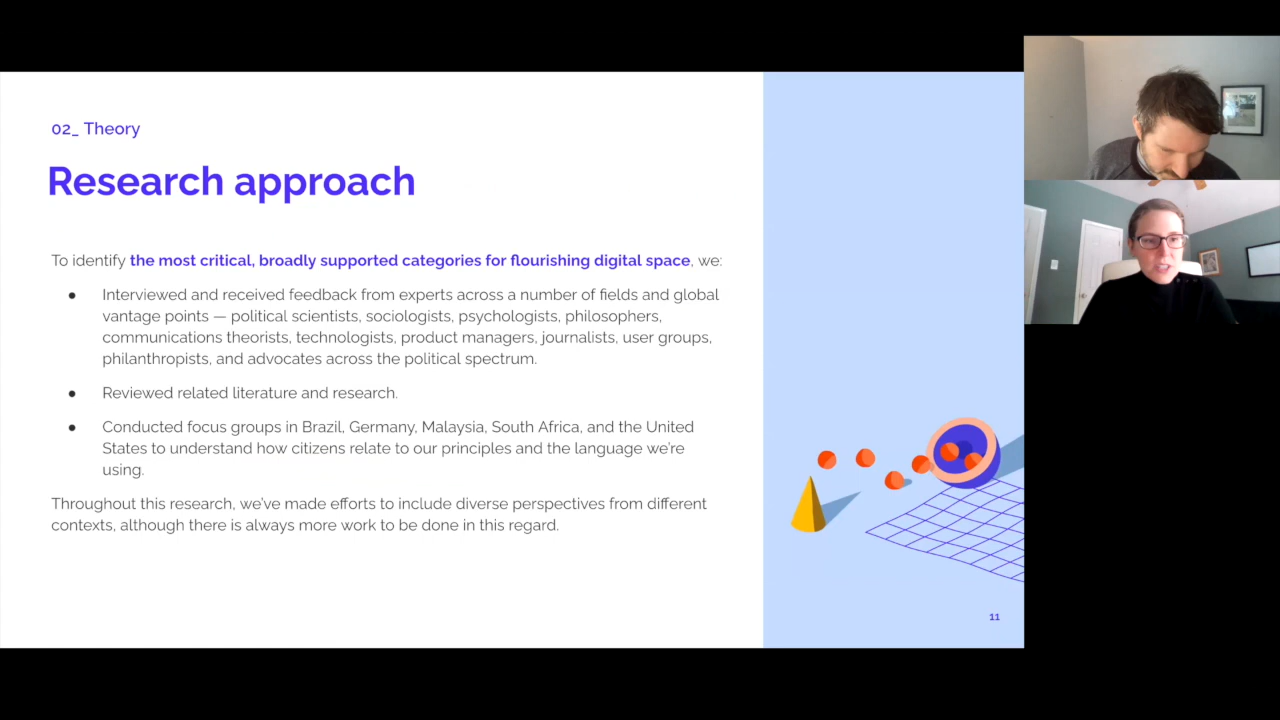 02_ Theory
Research approach
To identify the most critical, broadly supported categories for flourishing digital space, we:
● Interviewed and received feedback from experts across a number of fields and global
vantage points — political scientists, sociologists, psychologists, philosophers,
communications theorists, technologists, product managers, journalists, user groups,
philanthropists, and advocates across the political spectrum.
● Reviewed related literature and research.
● Conducted focus groups in Brazil, Germany, Malaysia, South Africa, and the United
States to understand how citizens relate to our principles and the language we're
using.
Throughout this research, we've made efforts to include diverse perspectives from different
contexts, although there is always more work to be done in this regard.
11